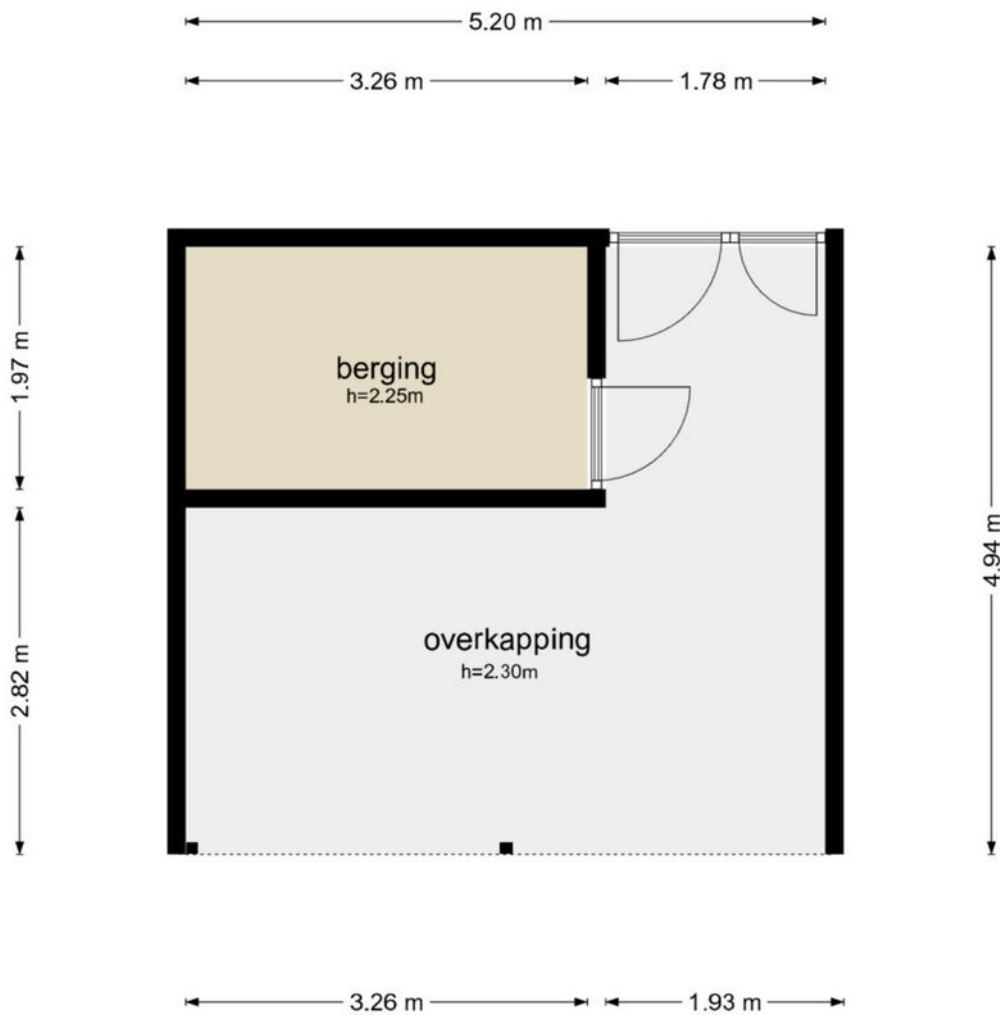 5.20 m
3.26 m
1.78 m
1.97 m
berging
h=2.25m
4.94 m
overkapping
h=2.30m
2.82 m
3.26 m
1.93 m